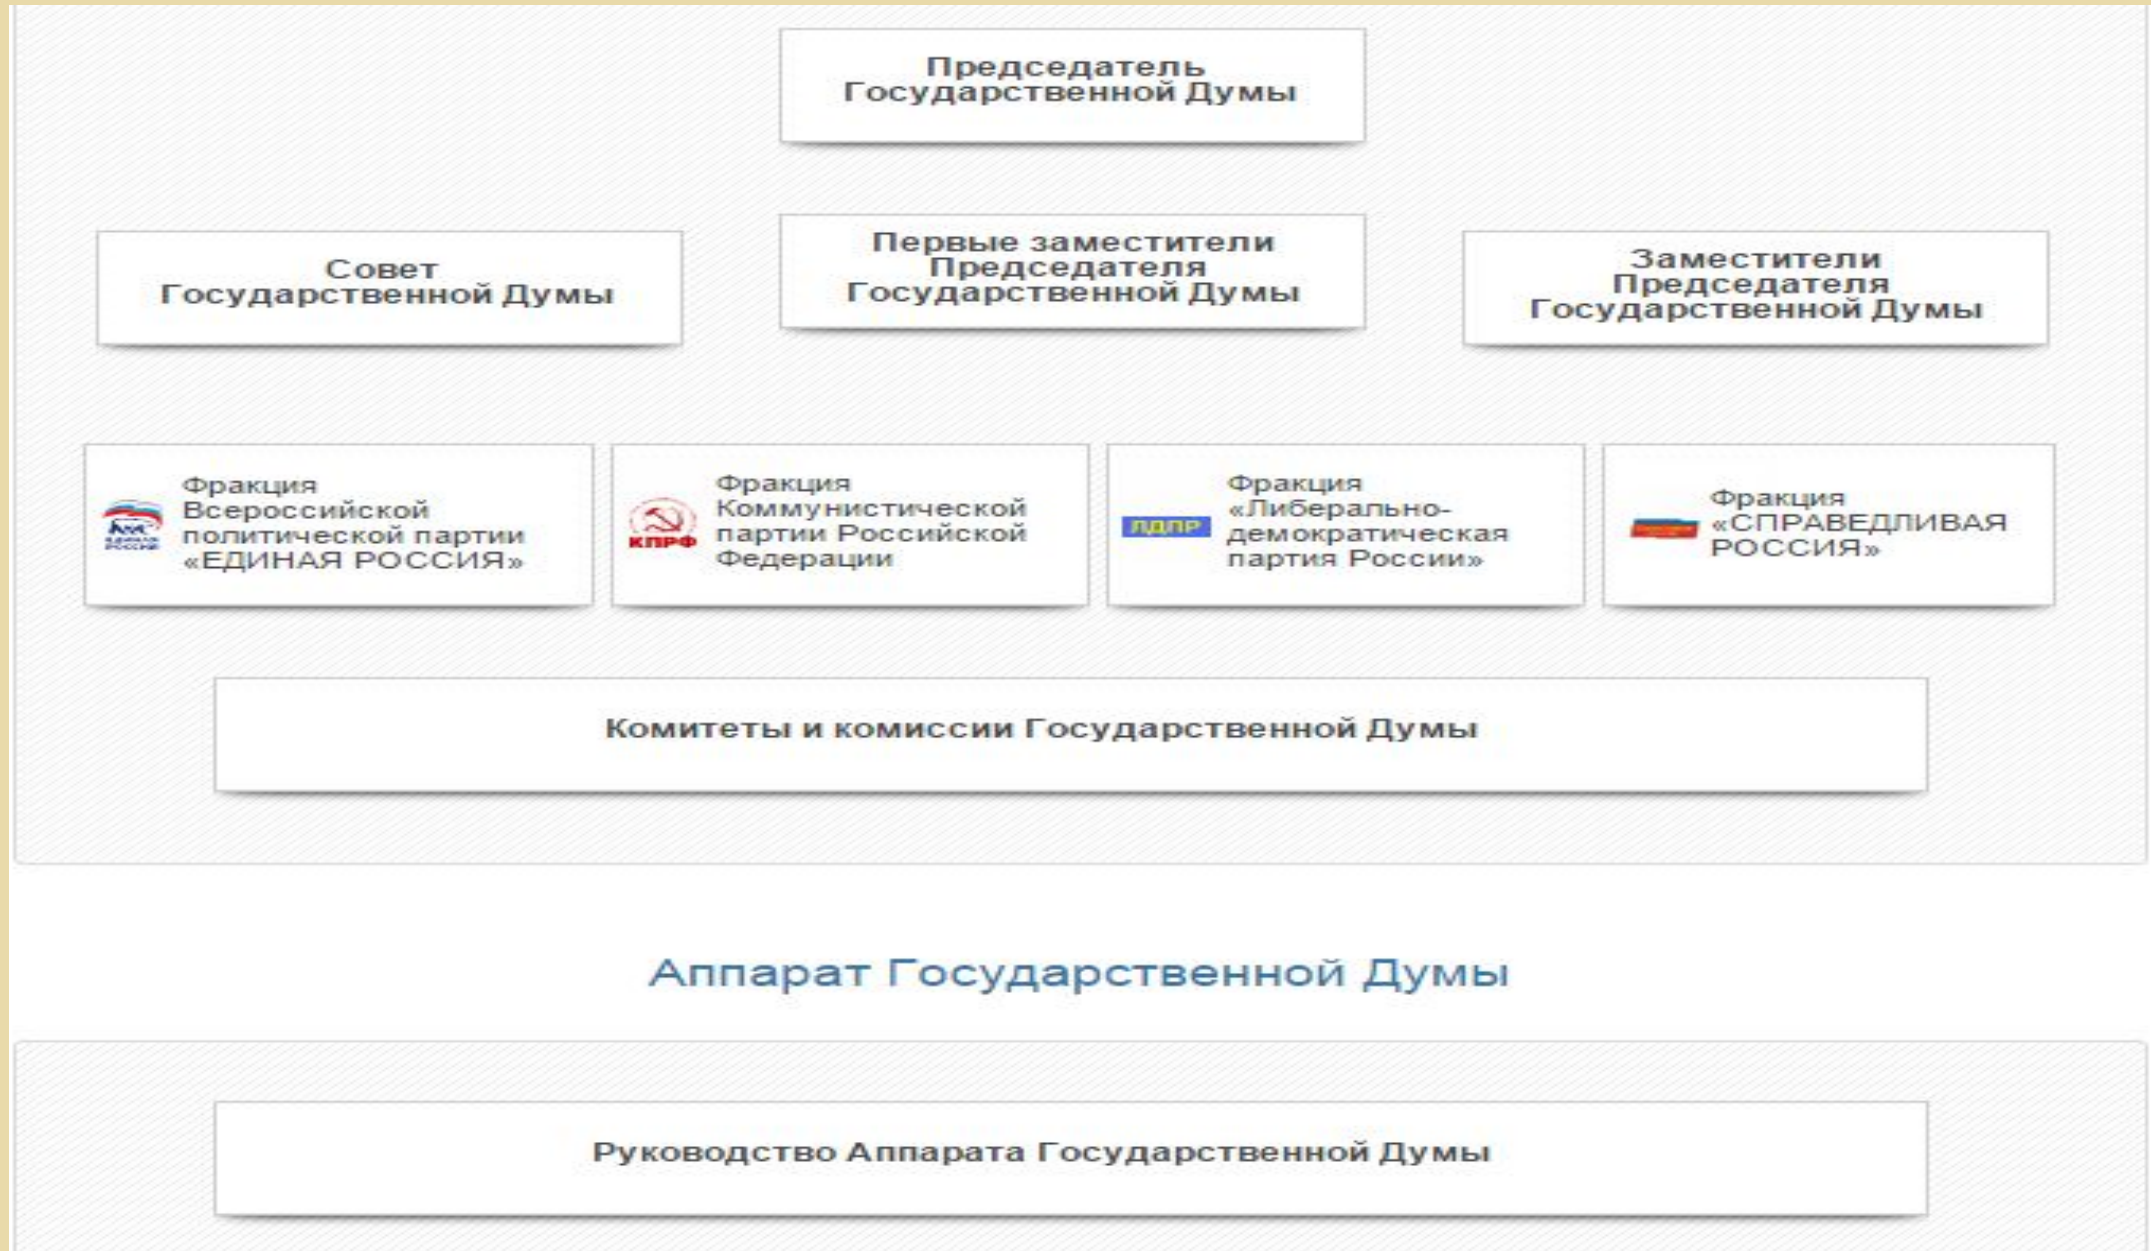 Председатель
Государственной Думы
Совет
Государственной Думы
Первые заместители
Председателя
Государственной Думы
Заместители
Председателя
Государственной Думы
Фракция
Всероссийской
политической партии
«ЕДИНАЯ РОССИЯ»
ЕДИНАЯ
РОССИЯ
Фракция
Коммунистической
партии Российской
Федерации
КПРФ
Фракция
«Либерально-
демократическая
партия России»
ЛДПР
Фракция
«СПРАВЕДЛИВАЯ
РОССИЯ»
Комитеты и комиссии Государственной Думы
Аппарат Государственной Думы
Руководство Аппарата Государственной Думы